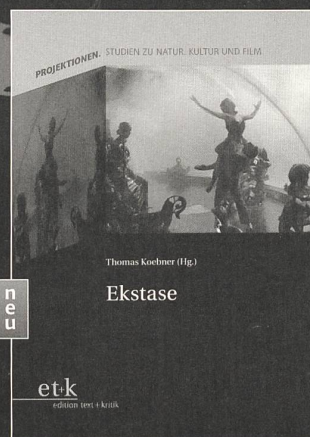 PROJEKTIONEN. STUDIEN ZU NATUR, KULTUR UND FILM
Thomas Koebner (Hg.)
Ekstase
neu
et+k
edition text+kritik